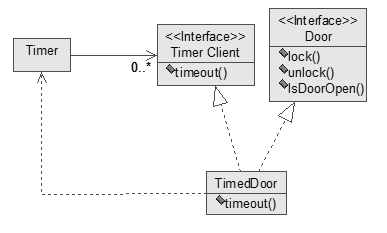 Timer
0..*
<<Interface>>
Timer Client
timeout()
<<Interface>>
Door
lock()
unlock()
IsDoorOpen()
TimedDoor
timeout()